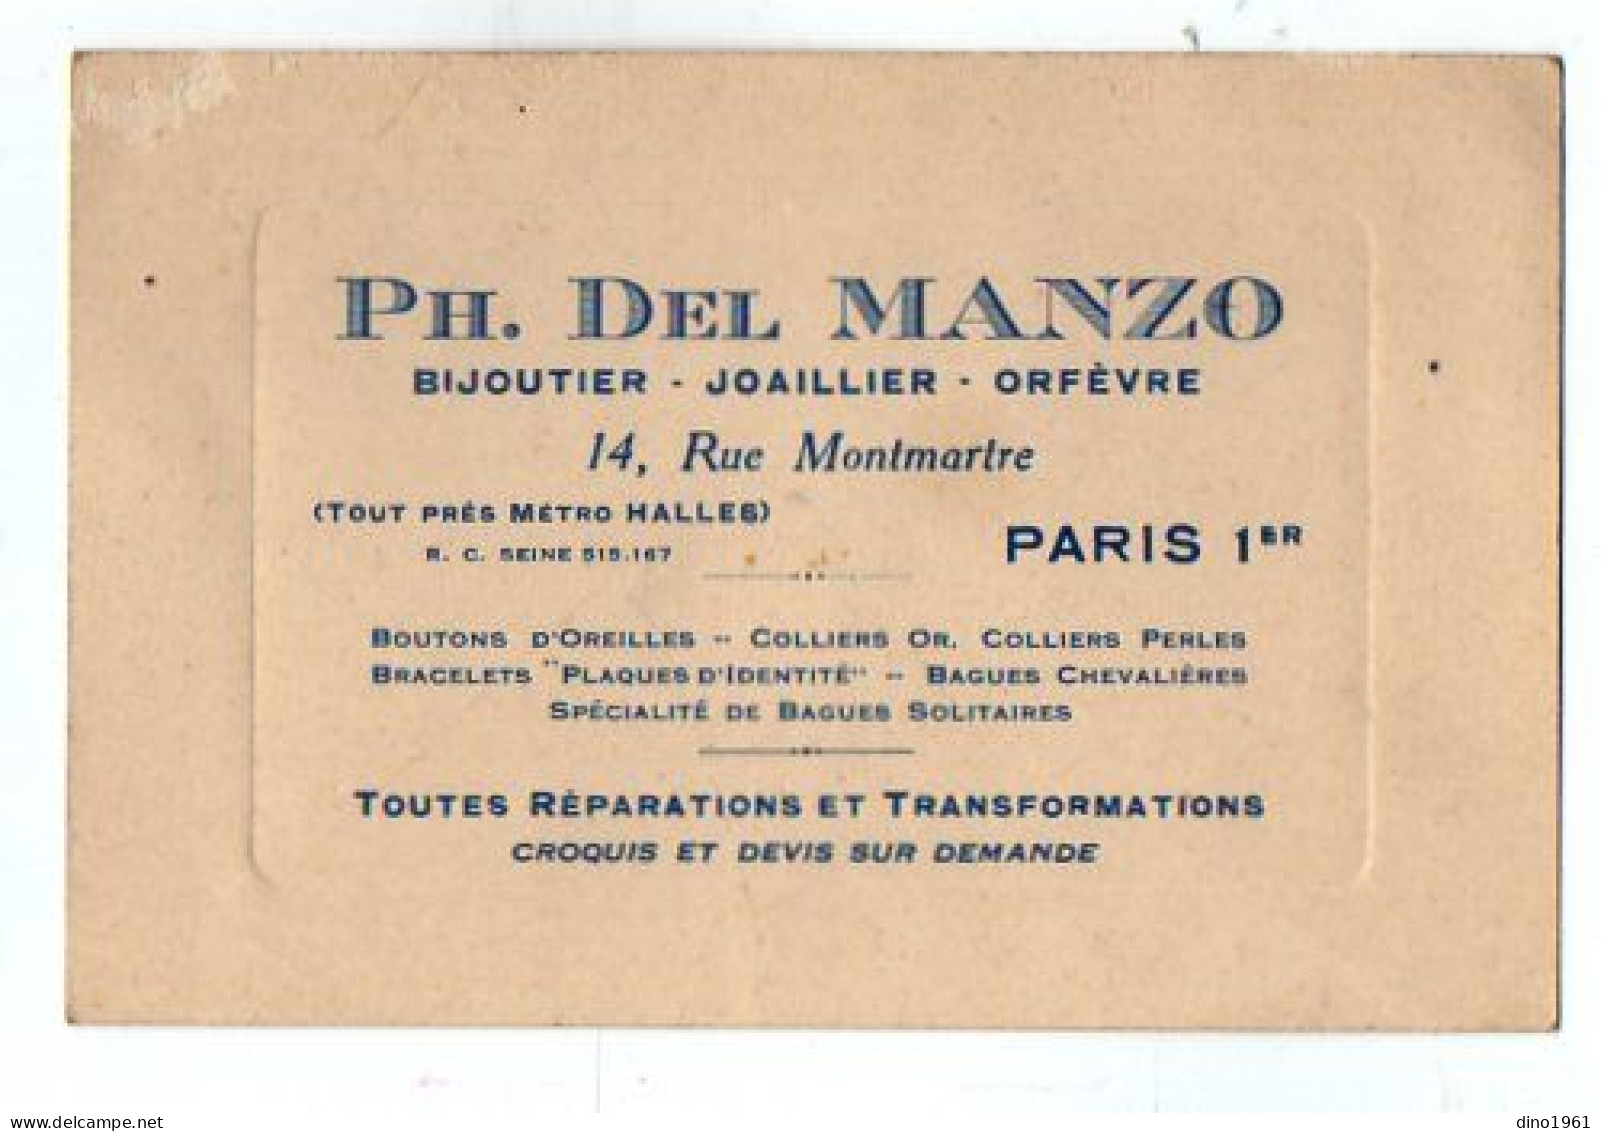 PH. DEL MANZO
BIJOUTIER - JOAILLIER - ORFÈVRE
14, Rue Montmartre
(TOUT PRÉS MÉTRO HALLES)
R. C. SEINE 515.167
PARIS 1ER
BOUTONS D'OREILLES -- COLLIERS OR, COLLIERS PERLES
BRACELETS "PLAQUES D'IDENTITÉ" -- BAGUES CHEVALIÉRES
SPÉCIALITÉ DE BAGUES SOLITAIRES
TOUTES RÉPARATIONS ET TRANSFORMATIONS
CROQUIS ET DEVIS SUR DEMANDE
www.delcampe.net
dino1961